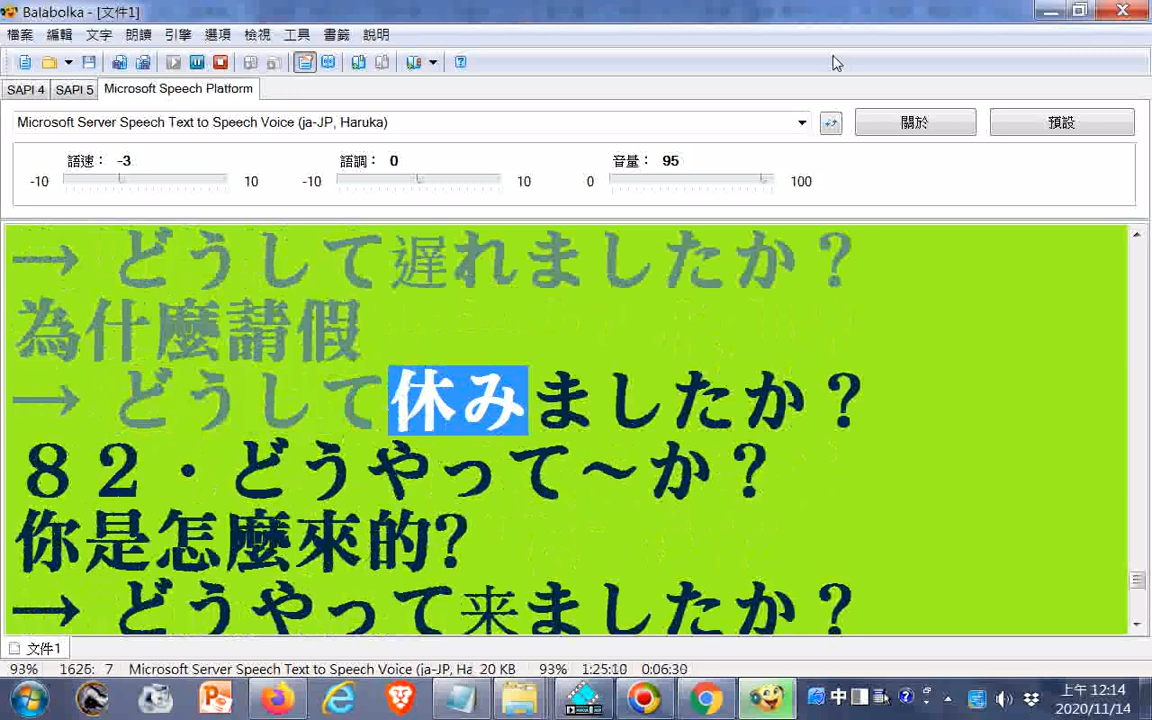 Balabolka - [文件1]
檔案 編輯 文字 朗讀 引擎 選項 檢視 工具 書籤 說明
SAPI 4 SAPI 5 Microsoft Speech Platform
Microsoft Server Speech Text to Speech Voice (ja-JP, Haruka) 關於 預設
語速： -3 語調： 0 音量： 95
-10 10 -10 10 0 100
→ どうして遅れましたか？
為什麼請假
→ どうして休みましたか？
８２．どうやって～か？
你是怎麼來的?
→ どうやって来ましたか？
文件1
93% 1625: 7 Microsoft Server Speech Text to Speech Voice (ja-JP, Ha 20 KB 93% 1:25:10 0:06:30
中 上午 12:14
2020/11/14